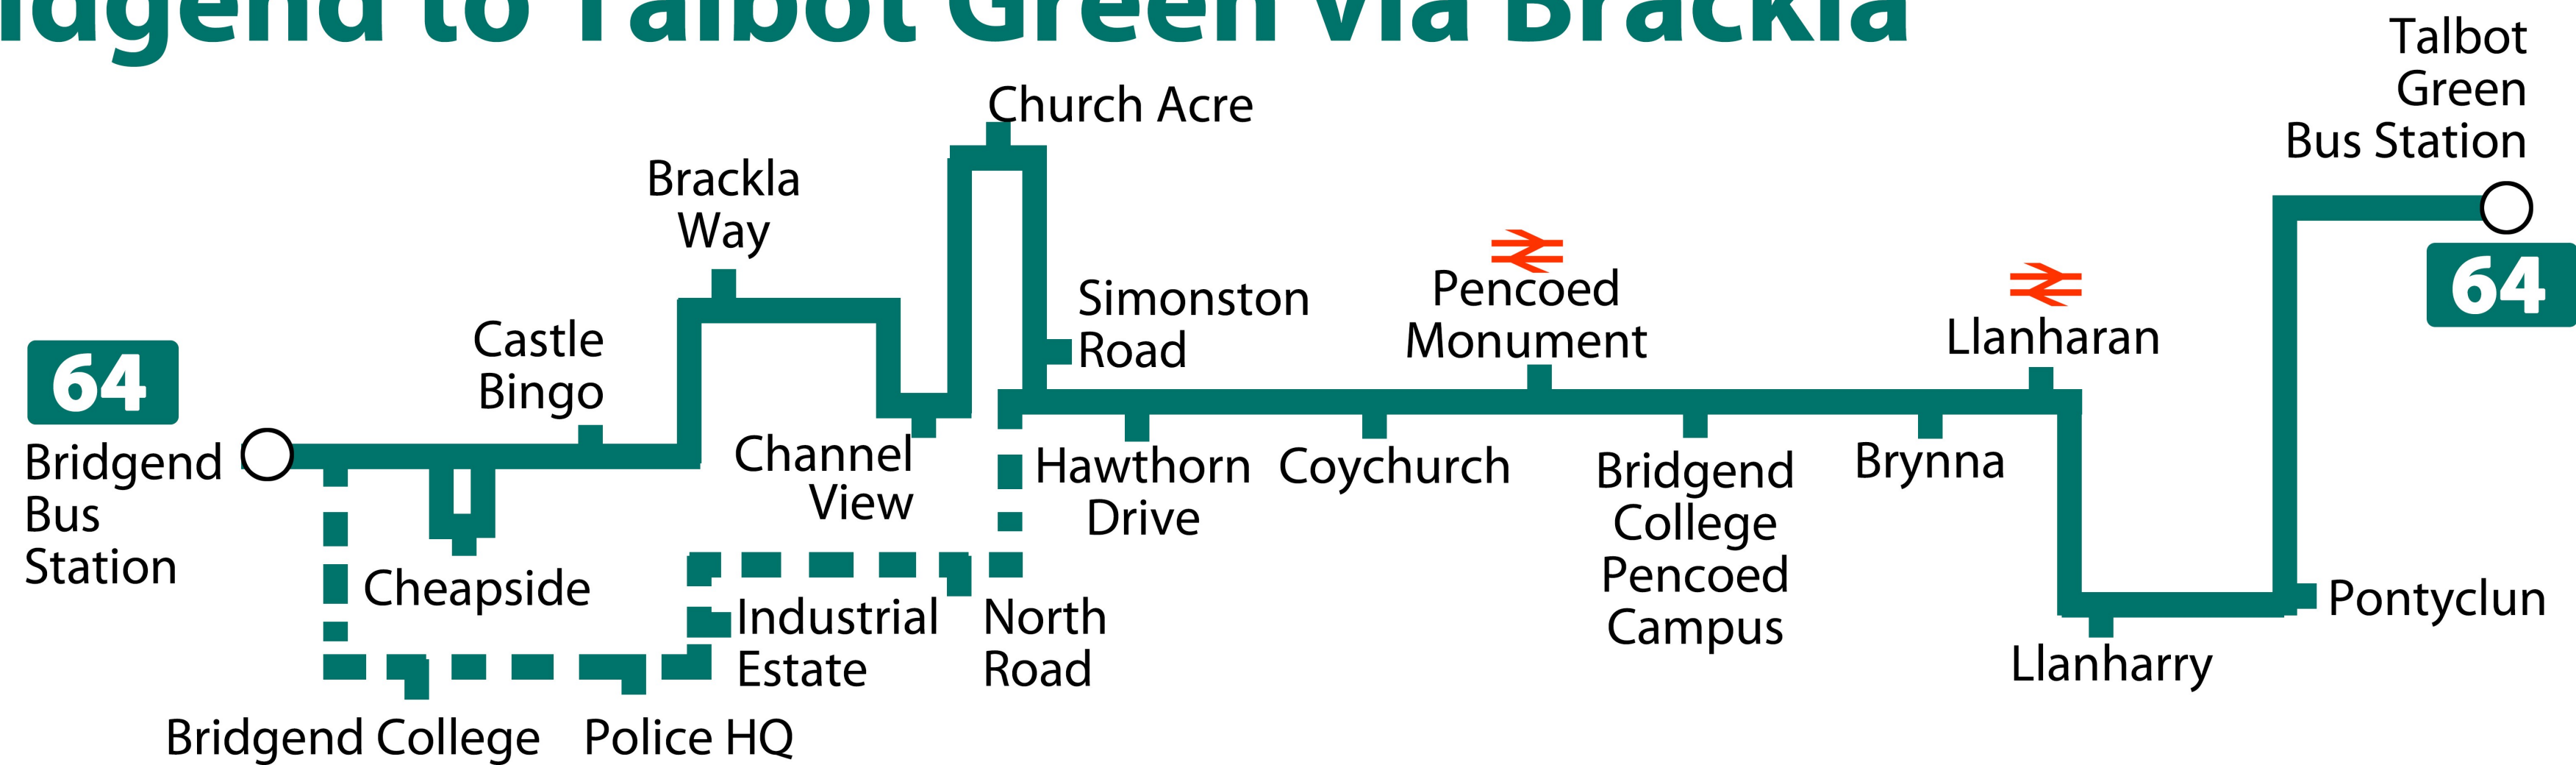 idgend to Talbot Green via Brackla
Talbot
Green
Bus Station
64
Church Acre
Brackla
Way
Simonston
Road
Pencoed
Monument
Llanharan
Castle
Bingo
64
Bridgend
Bus
Station
Channel
View
Hawthorn
Drive
Coychurch
Bridgend
College
Pencoed
Campus
Brynna
Cheapside
Industrial
Estate
North
Road
Pontyclun
Llanharry
Bridgend College
Police HQ